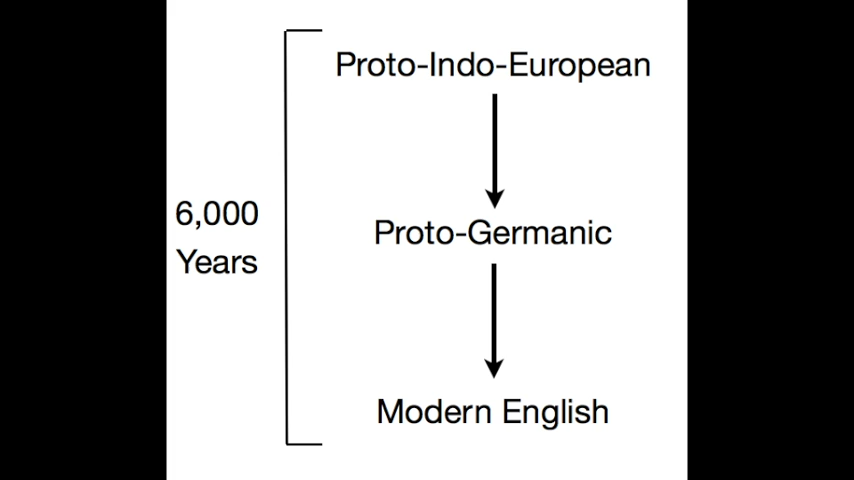 Proto-Indo-European
6,000
Years
Proto-Germanic
Modern English